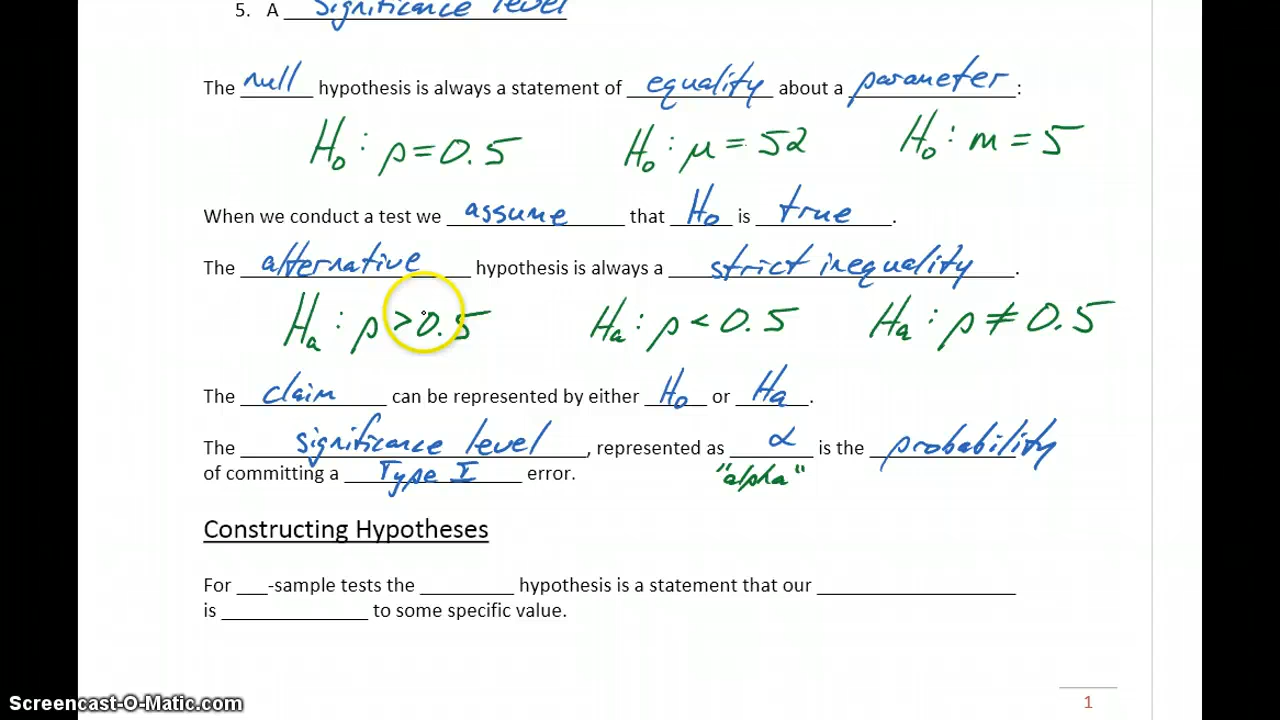 5. A Significance level
The null hypothesis is always a statement of equality about a parameter:
H₀: p = 0.5 H₀: μ = 52 H₀: m = 5
When we conduct a test we assume that H₀ is true.
The alternative hypothesis is always a strict inequality.
Hₐ: p > 0.5 Hₐ: p < 0.5 Hₐ: p ≠ 0.5
The claim can be represented by either H₀ or Hₐ.
The significance level, represented as α is the probability
of committing a Type I error. "alpha"
Constructing Hypotheses
For ___-sample tests the _________ hypothesis is a statement that our ___________________
is ______________ to some specific value.
1
Screencast-O-Matic.com